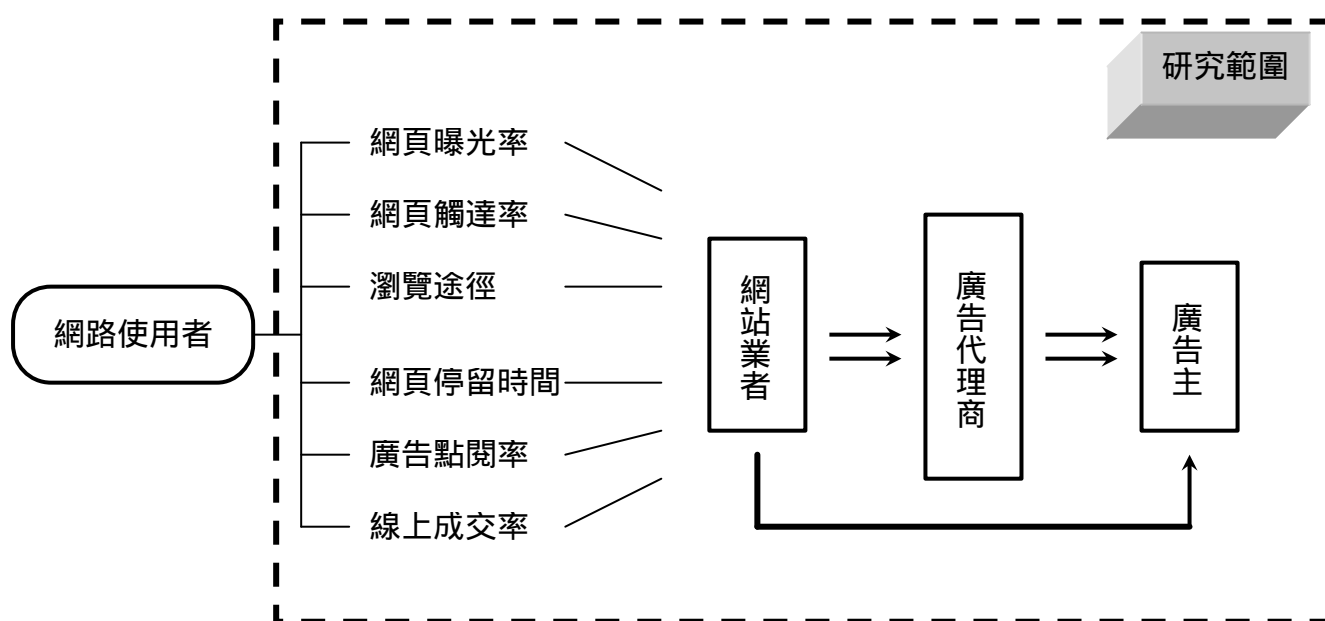 研究範圍
網頁曝光率
網頁觸達率
瀏覽途徑
網路使用者
網頁停留時間
廣告點閱率
線上成交率
網站業者
廣告代理商
廣告主